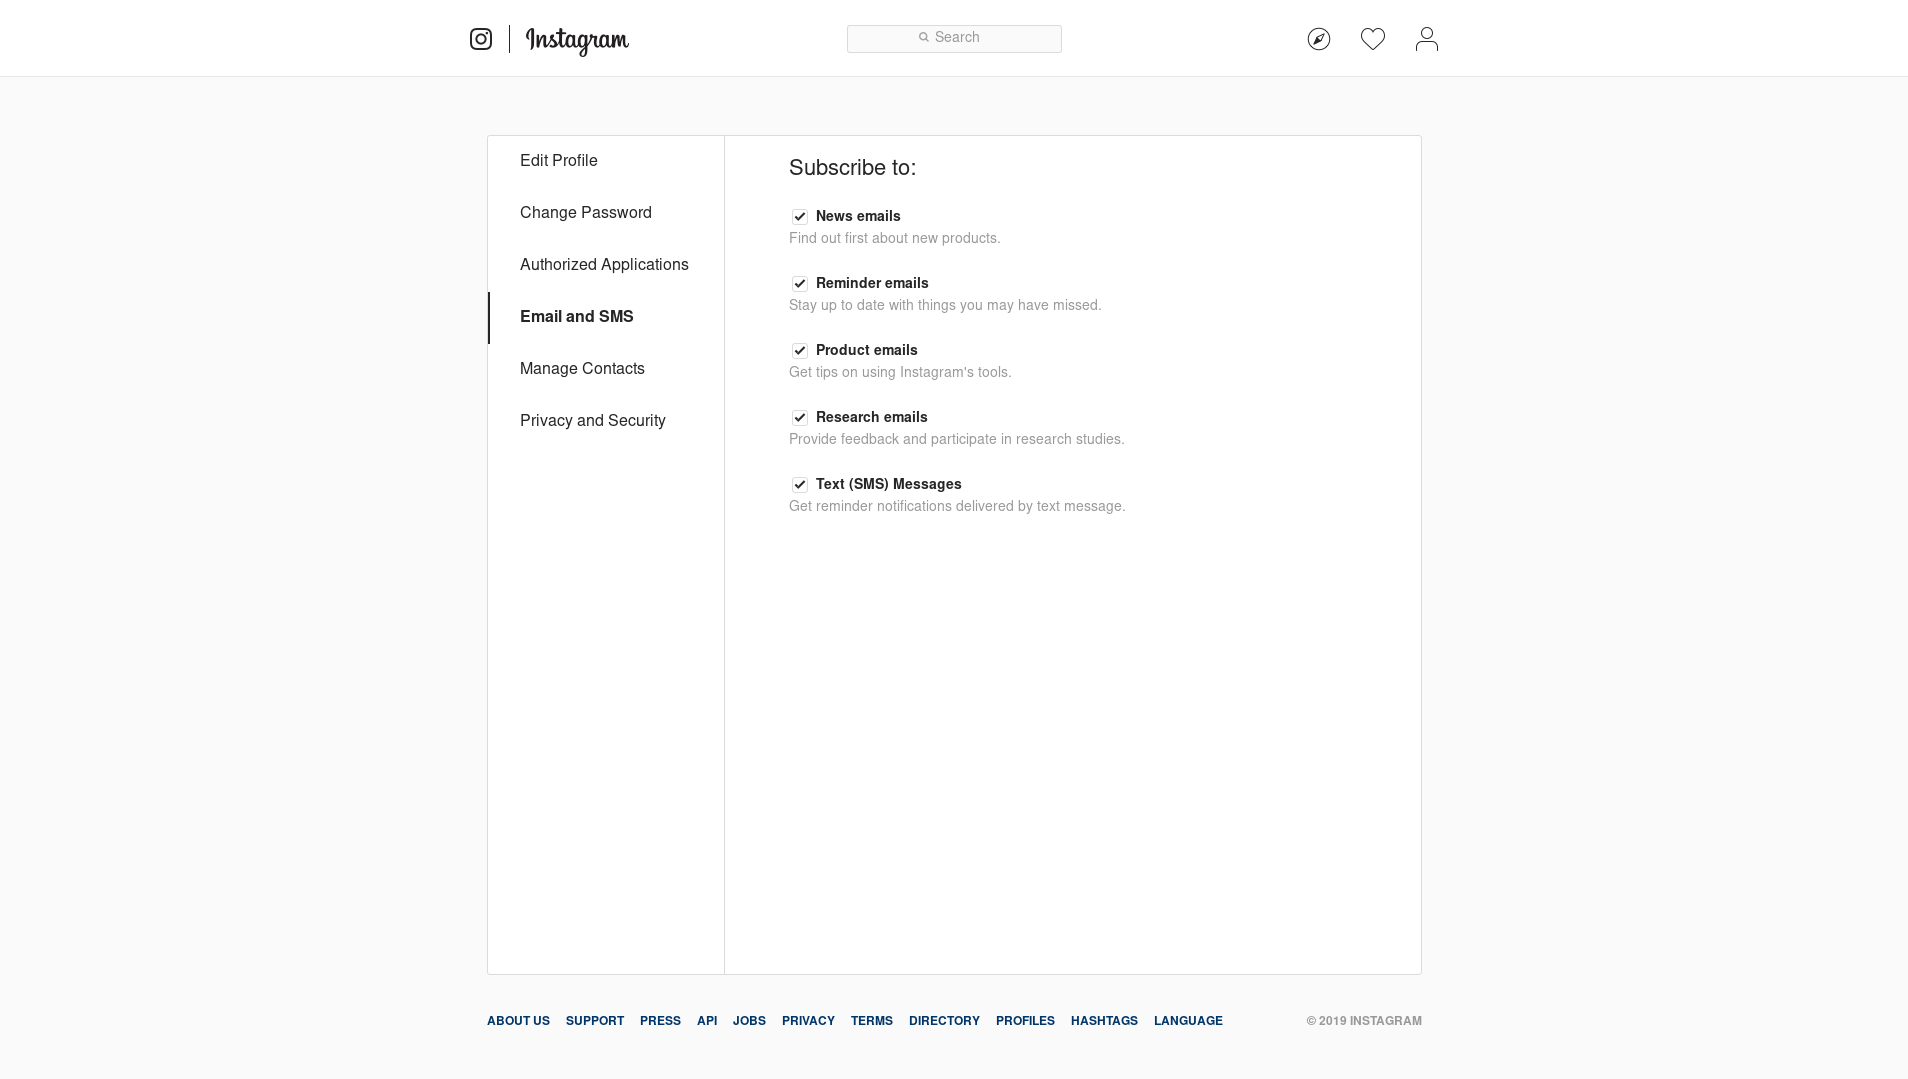 Instagram
Search
Edit Profile
Change Password
Authorized Applications
Email and SMS
Manage Contacts
Privacy and Security
Subscribe to:
News emails
Find out first about new products.
Reminder emails
Stay up to date with things you may have missed.
Product emails
Get tips on using Instagram's tools.
Research emails
Provide feedback and participate in research studies.
Text (SMS) Messages
Get reminder notifications delivered by text message.
ABOUT US SUPPORT PRESS API JOBS PRIVACY TERMS DIRECTORY PROFILES HASHTAGS LANGUAGE © 2019 INSTAGRAM